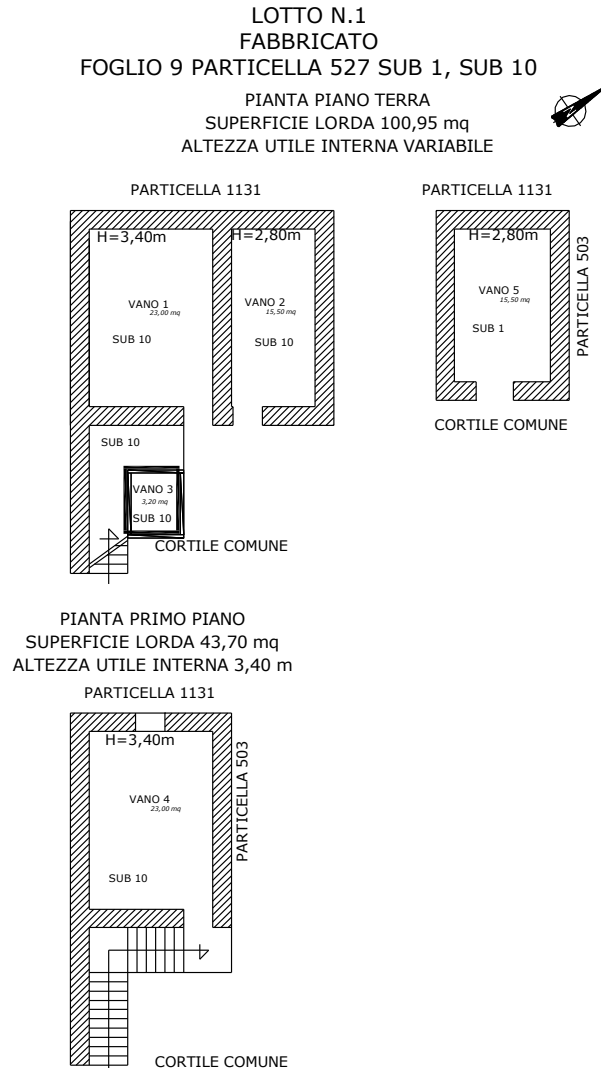 LOTTO N.1
FABBRICATO
FOGLIO 9 PARTICELLA 527 SUB 1, SUB 10
PIANTA PIANO TERRA
SUPERFICIE LORDA 100,95 mq
ALTEZZA UTILE INTERNA VARIABILE
PARTICELLA 1131
H=3,40m
H=2,80m
VANO 1
23,00 mq
SUB 10
VANO 2
15,50 mq
SUB 10
SUB 10
VANO 3
3,20 mq
SUB 10
CORTILE COMUNE
PARTICELLA 1131
H=2,80m
VANO 5
15,50 mq
SUB 1
PARTICELLA 503
CORTILE COMUNE
PIANTA PRIMO PIANO
SUPERFICIE LORDA 43,70 mq
ALTEZZA UTILE INTERNA 3,40 m
PARTICELLA 1131
H=3,40m
VANO 4
23,00 mq
SUB 10
PARTICELLA 503
CORTILE COMUNE